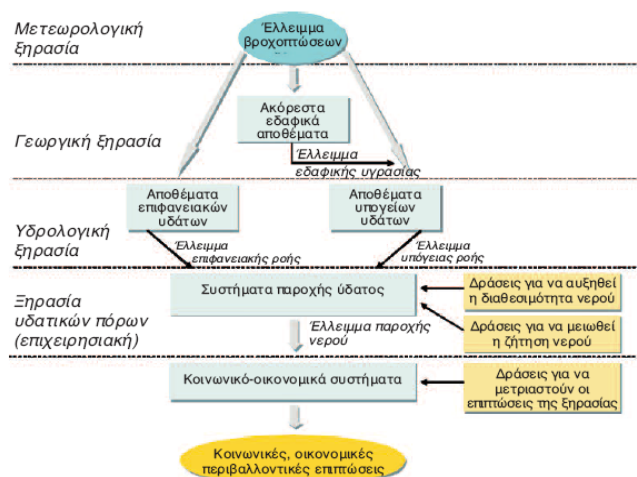 Μετεωρολογική
ξηρασία
Έλλειμμα
βροχοπτώσεων
Ακόρεστα
εδαφικά
αποθέματα
Γεωργική ξηρασία
Έλλειμμα
εδαφικής υγρασίας
Αποθέματα
επιφανειακών
υδάτων
Αποθέματα
υπογείων
υδάτων
Υδρολογική
ξηρασία
Έλλειμμα
επιφανειακής ροής
Έλλειμμα
υπόγειας ροής
Ξηρασία
υδατικών πόρων
(επιχειρησιακή)
Συστήματα παροχής ύδατος
Δράσεις για να αυξηθεί
η διαθεσιμότητα νερού
Έλλειμμα παροχής
νερού
Δράσεις για να μειωθεί
η ζήτηση νερού
Κοινωνικό-οικονομικά συστήματα
Δράσεις για να
μετριαστούν οι
επιπτώσεις της ξηρασίας
Κοινωνικές, οικονομικές
περιβαλλοντικές επιπτώσεις